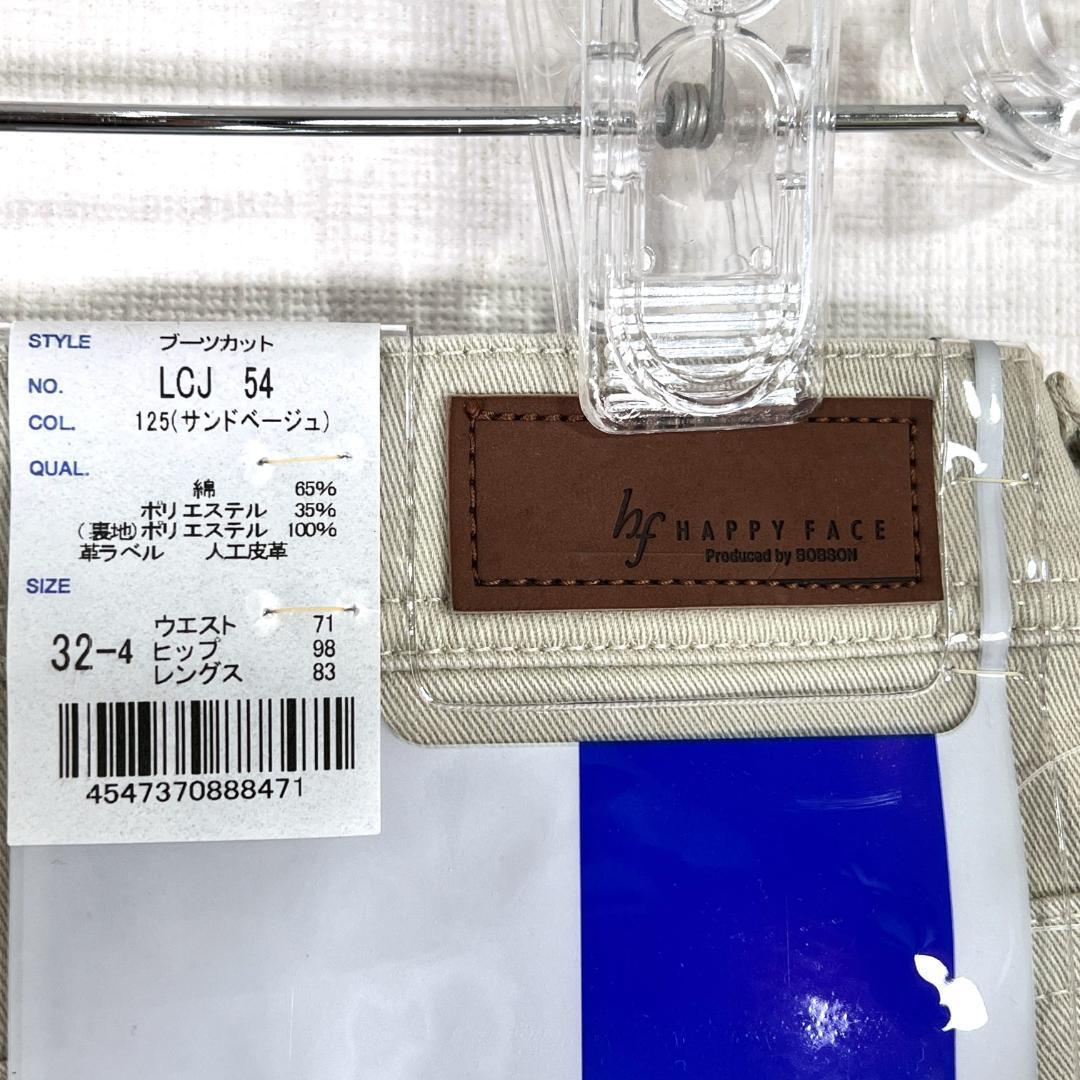 STYLE ブーツカット
NO. LCJ 54
COL. 125(サンドベージュ)
QUAL.
綿 65%
ポリエステル 35%
(裏地)ポリエステル 100%
革ラベル 人工皮革
SIZE
32-4
ウエスト 71
ヒップ 98
レングス 83
4547370888471
hf HAPPY FACE
Produced by BOBSON